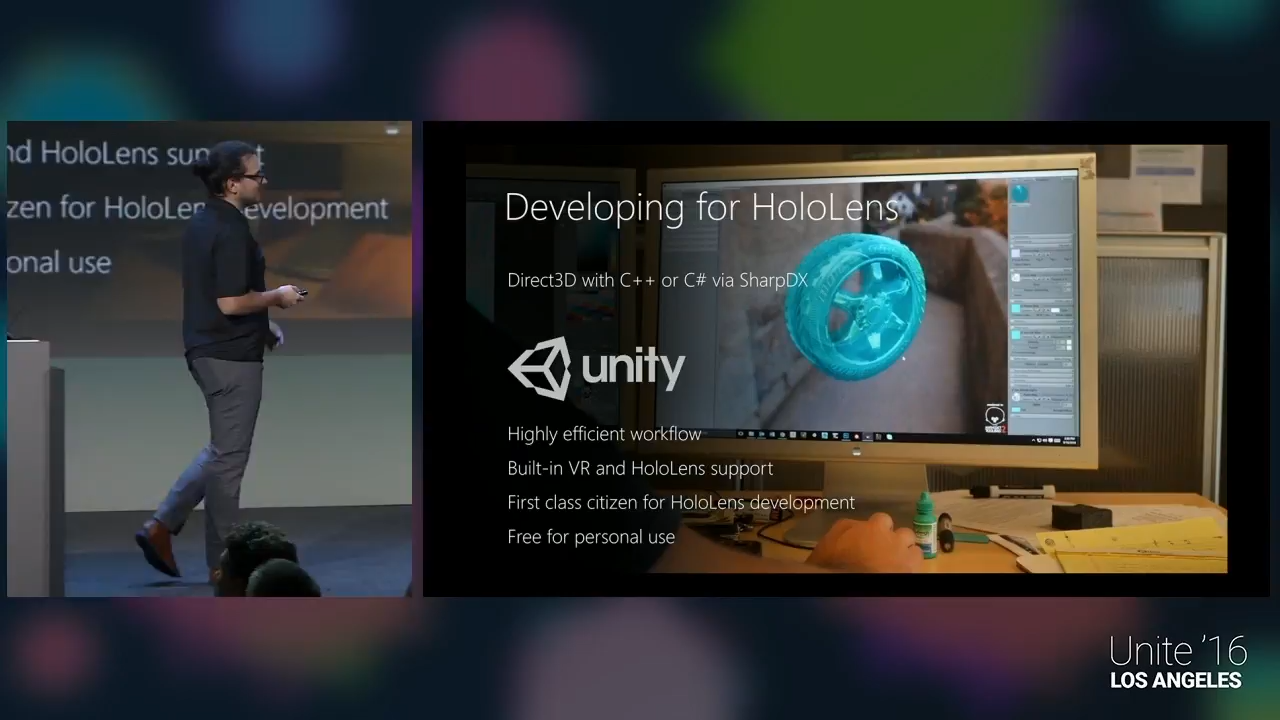 nd HoloLens sup t
zen for HoloLen evelopment
onal use
Developing for HoloLens
Direct3D with C++ or C# via SharpDX
unity
Highly efficient workflow
Built-in VR and HoloLens support
First class citizen for HoloLens development
Free for personal use
Unite '16
LOS ANGELES